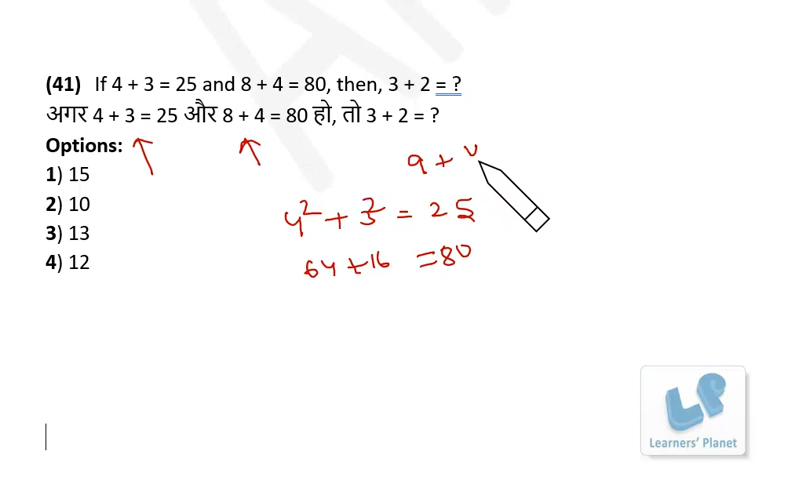 (41) If 4 + 3 = 25 and 8 + 4 = 80, then, 3 + 2 = ?
अगर 4 + 3 = 25 और 8 + 4 = 80 हो, तो 3 + 2 = ?
Options:
1) 15
2) 10
3) 13
4) 12
9 +
4² + 3² = 25
64 + 16 = 80
LP
Learners' Planet